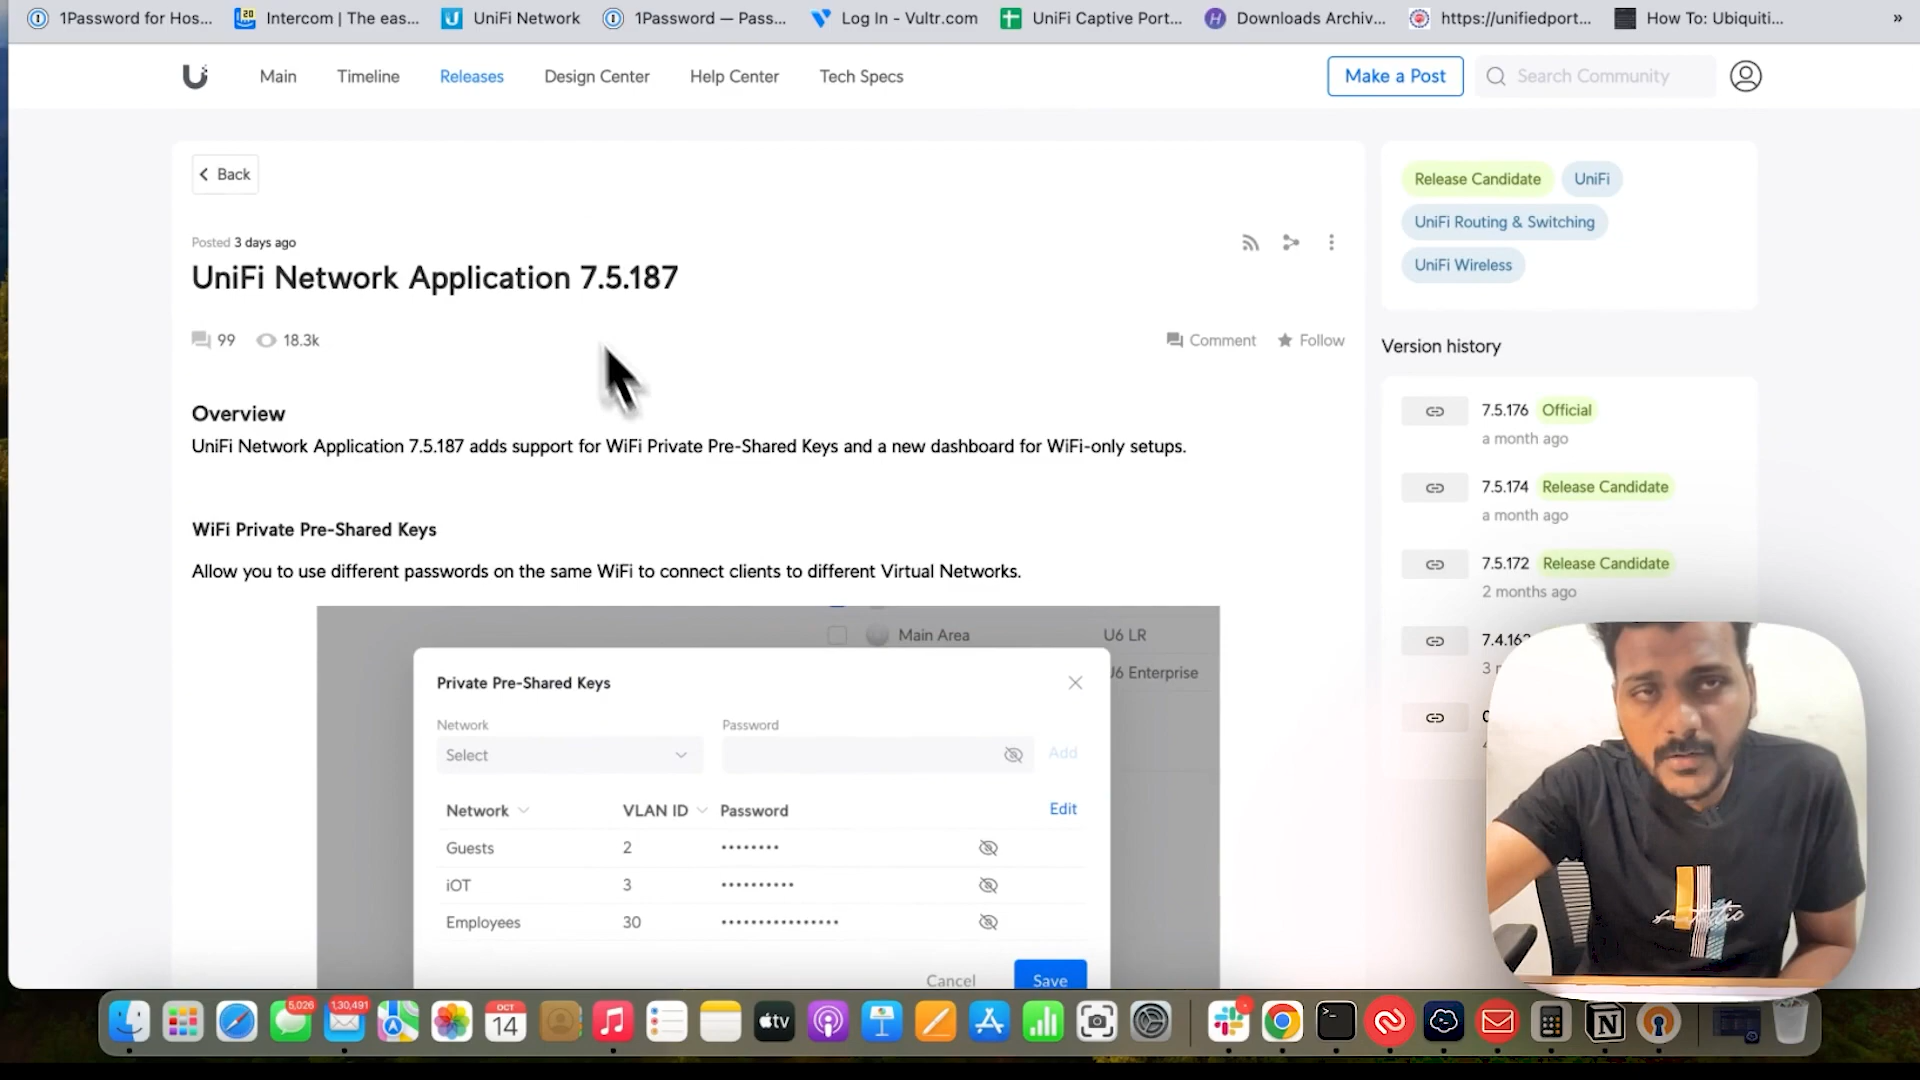 1Password for Hos...
Intercom | The eas...
UniFi Network
1Password — Pass...
Log In - Vultr.com
UniFi Captive Port...
Downloads Archiv...
https://unifiedport...
How To: Ubiquiti...
»
Main
Timeline
Releases
Design Center
Help Center
Tech Specs
Make a Post
Search Community
Back
Posted 3 days ago
UniFi Network Application 7.5.187
99
18.3k
Comment
Follow
Overview
UniFi Network Application 7.5.187 adds support for WiFi Private Pre-Shared Keys and a new dashboard for WiFi-only setups.
WiFi Private Pre-Shared Keys
Allow you to use different passwords on the same WiFi to connect clients to different Virtual Networks.
Main Area
U6 LR
U6 Enterprise
Private Pre-Shared Keys
Network
Password
Select
Add
Network
VLAN ID
Password
Edit
Guests
2
iOT
3
Employees
30
Cancel
Save
Release Candidate
UniFi
UniFi Routing & Switching
UniFi Wireless
Version history
7.5.176
Official
a month ago
7.5.174
Release Candidate
a month ago
7.5.172
Release Candidate
2 months ago
7.4.162
5,026
1,30,491
OCT
14
tv